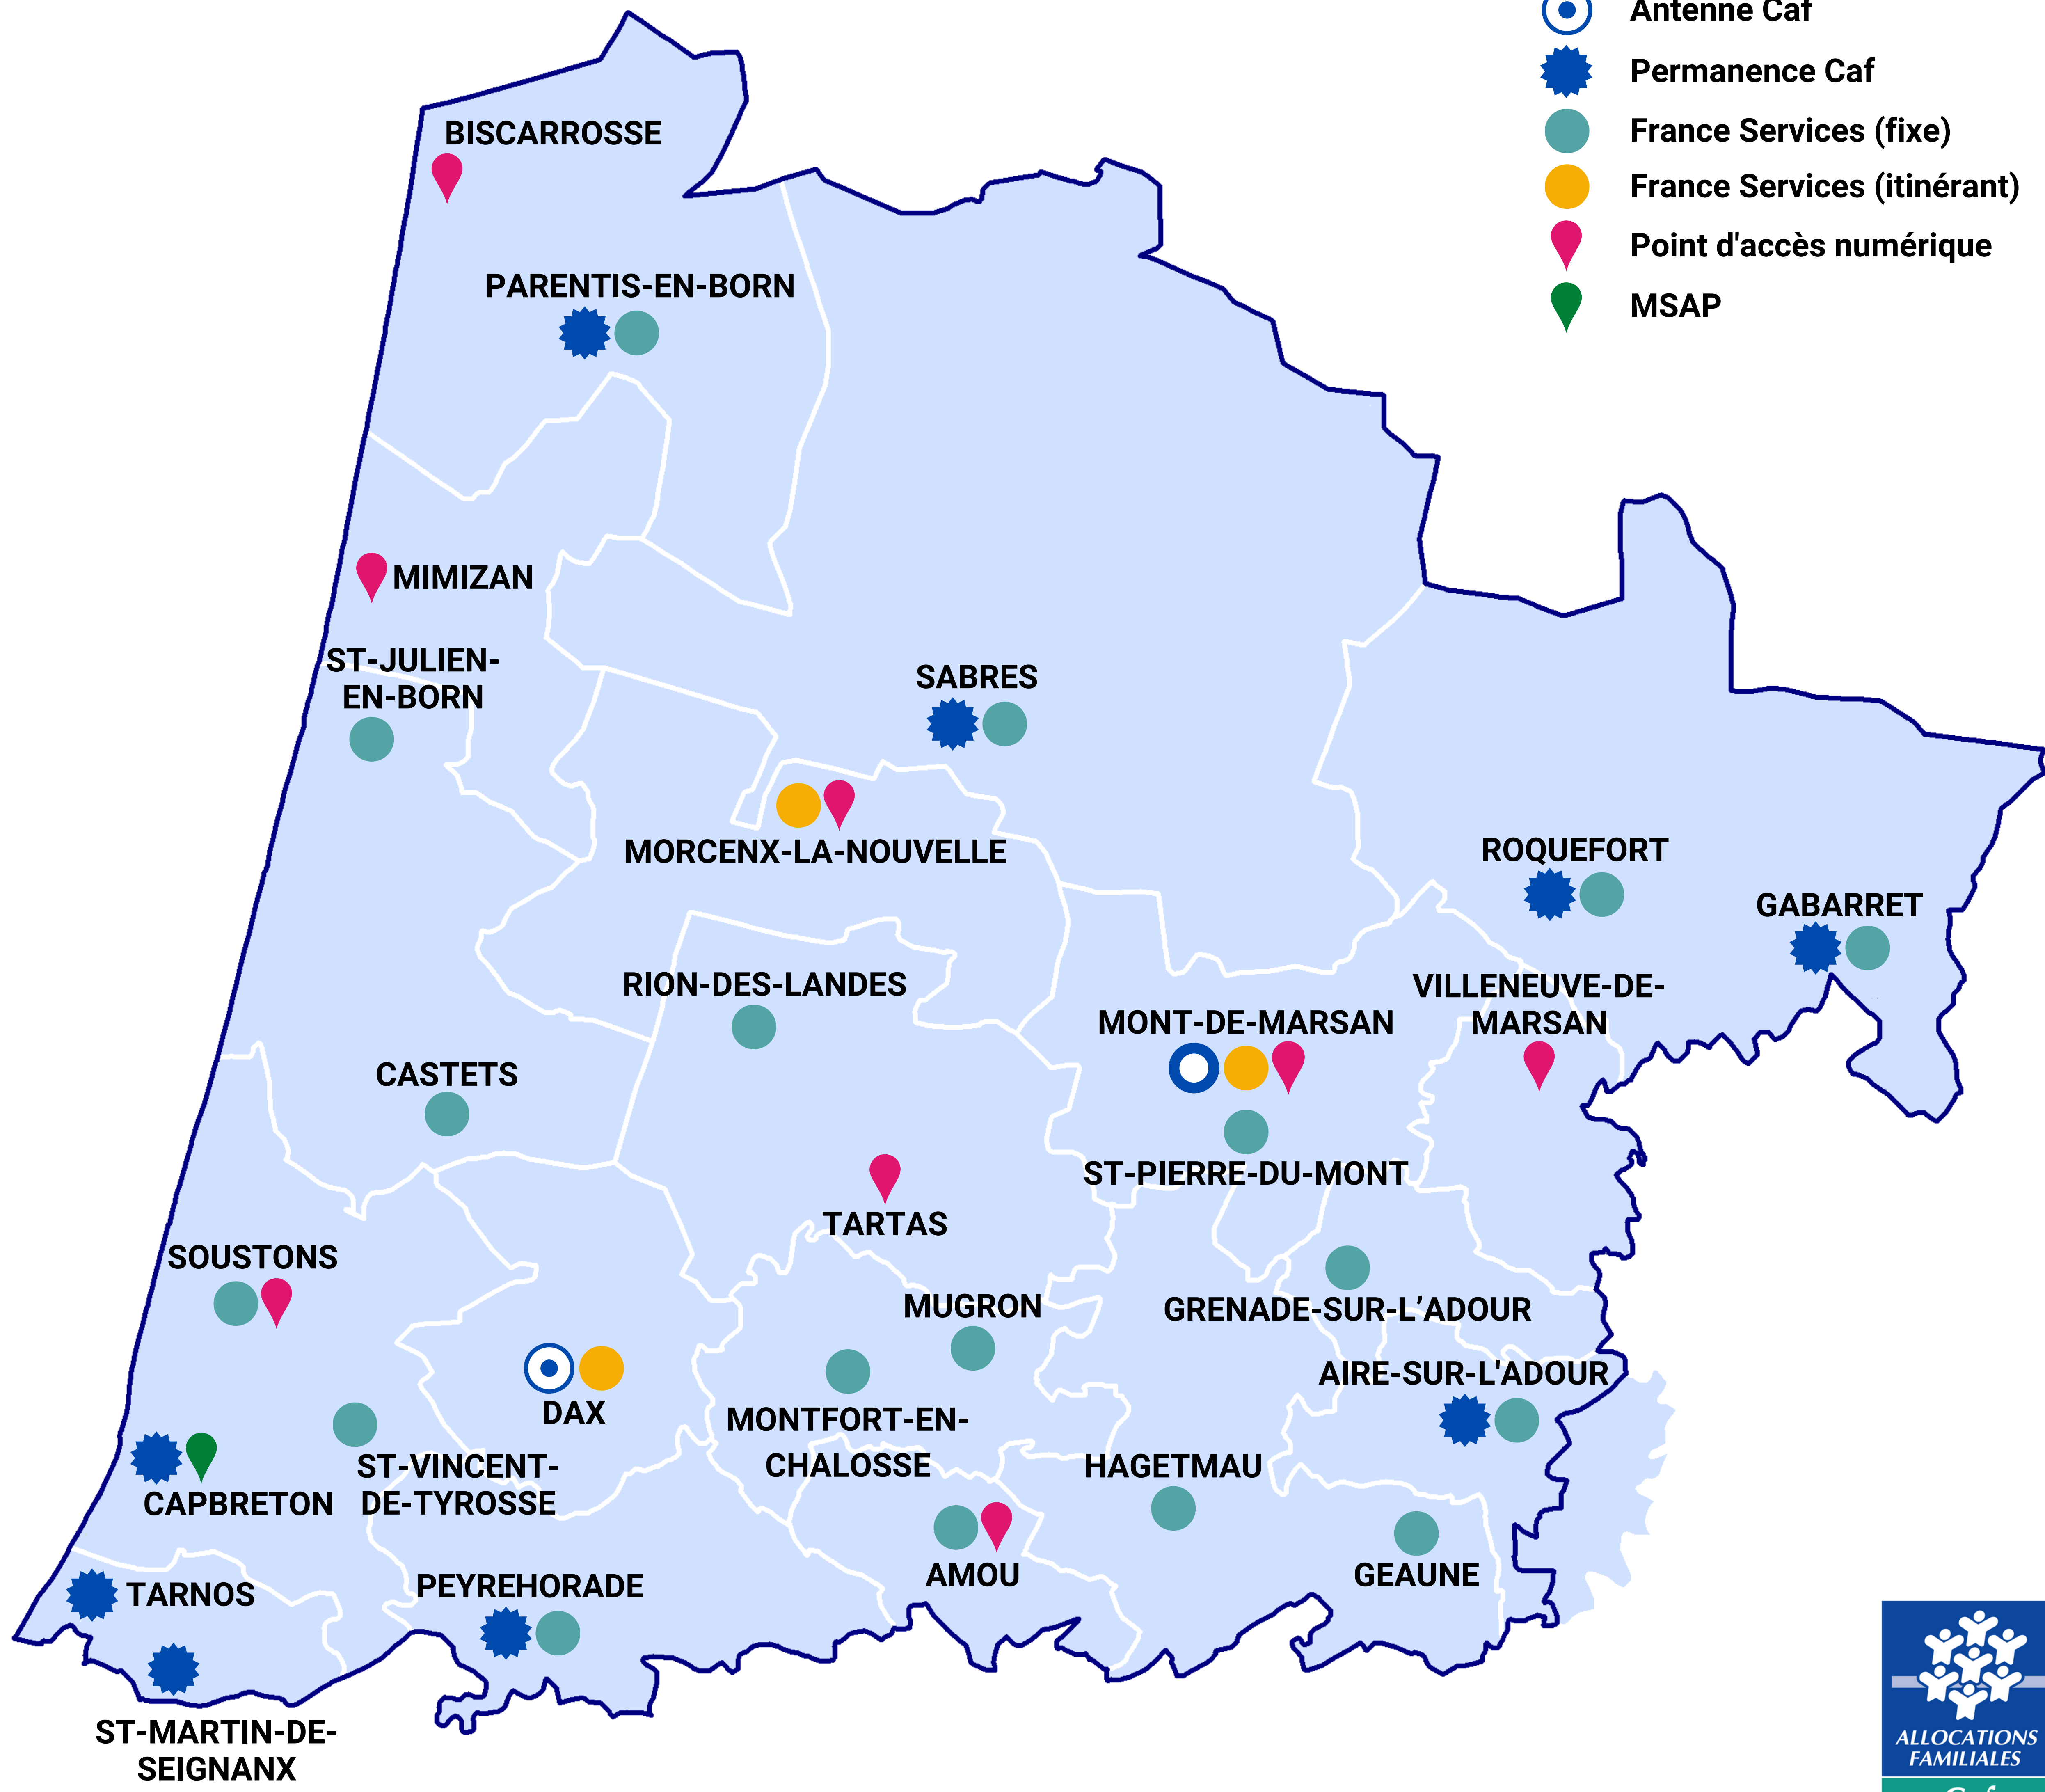 Antenne Caf
Permanence Caf
France Services (fixe)
France Services (itinérant)
Point d'accès numérique
MSAP
BISCARROSSE
PARENTIS-EN-BORN
MIMIZAN
ST-JULIEN-
EN-BORN
SABRES
MORCENX-LA-NOUVELLE
ROQUEFORT
GABARRET
RION-DES-LANDES
VILLENEUVE-DE-
MARSAN
MONT-DE-MARSAN
CASTETS
ST-PIERRE-DU-MONT
TARTAS
SOUSTONS
MUGRON
GRENADE-SUR-L’ADOUR
AIRE-SUR-L'ADOUR
DAX
MONTFORT-EN-
CHALOSSE
ST-VINCENT-
DE-TYROSSE
HAGETMAU
CAPBRETON
AMOU
GEAUNE
PEYREHORADE
TARNOS
ST-MARTIN-DE-
SEIGNANX
ALLOCATIONS
FAMILIALES